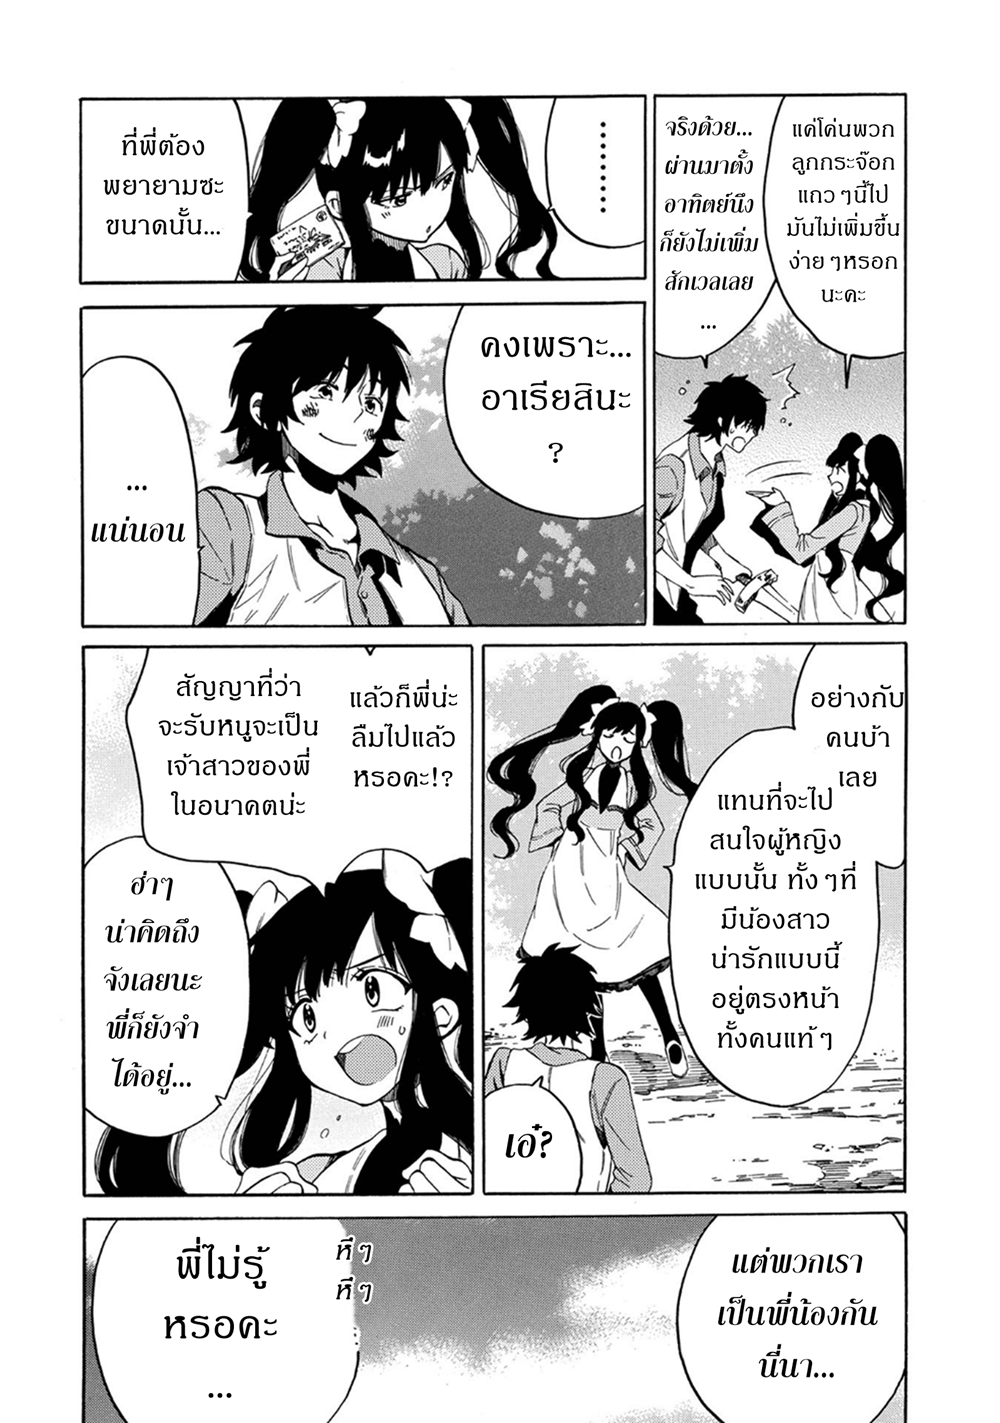 แค่โค่นพวก
ลูกกระจ๊อก
แถวๆนี้ไป
มันไม่เพิ่มขึ้น
ง่ายๆหรอก
นะคะ
จริงด้วย...
ผ่านมาตั้ง
อาทิตย์นึง
ก็ยังไม่เพิ่ม
สักเวลเลย
...
.........
ที่พี่ต้อง
พยายามซะ
ขนาดนั้น...
คงเพราะ...
อาเรียสินะ
?
...
แน่นอน
อย่างกับ
คนบ้า
เลย
แทนที่จะไป
สนใจผู้หญิง
แบบนั้น ทั้งๆที่
มีน้องสาว
น่ารักแบบนี้
อยู่ตรงหน้า
ทั้งคนแท้ๆ
เอ๋?
แล้วก็พี่น่ะ
ลืมไปแล้ว
หรอคะ!?
สัญญาที่ว่า
จะรับหนูจะเป็น
เจ้าสาวของพี่
ในอนาคตน่ะ
ฮ่าๆ
น่าคิดถึง
จังเลยนะ
พี่ก็ยังจำ
ได้อยู่...
แต่พวกเรา
เป็นพี่น้องกัน
นี่นา...
หึๆ
หึๆ
พี่ไม่รู้
หรอคะ
...